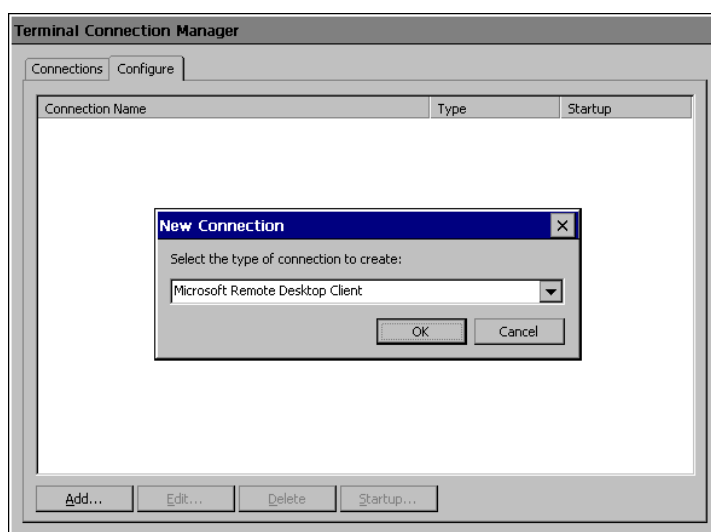 Terminal Connection Manager
Connections Configure
Connection Name Type Startup
New Connection
Select the type of connection to create:
Microsoft Remote Desktop Client
OK Cancel
Add... Edit... Delete Startup...